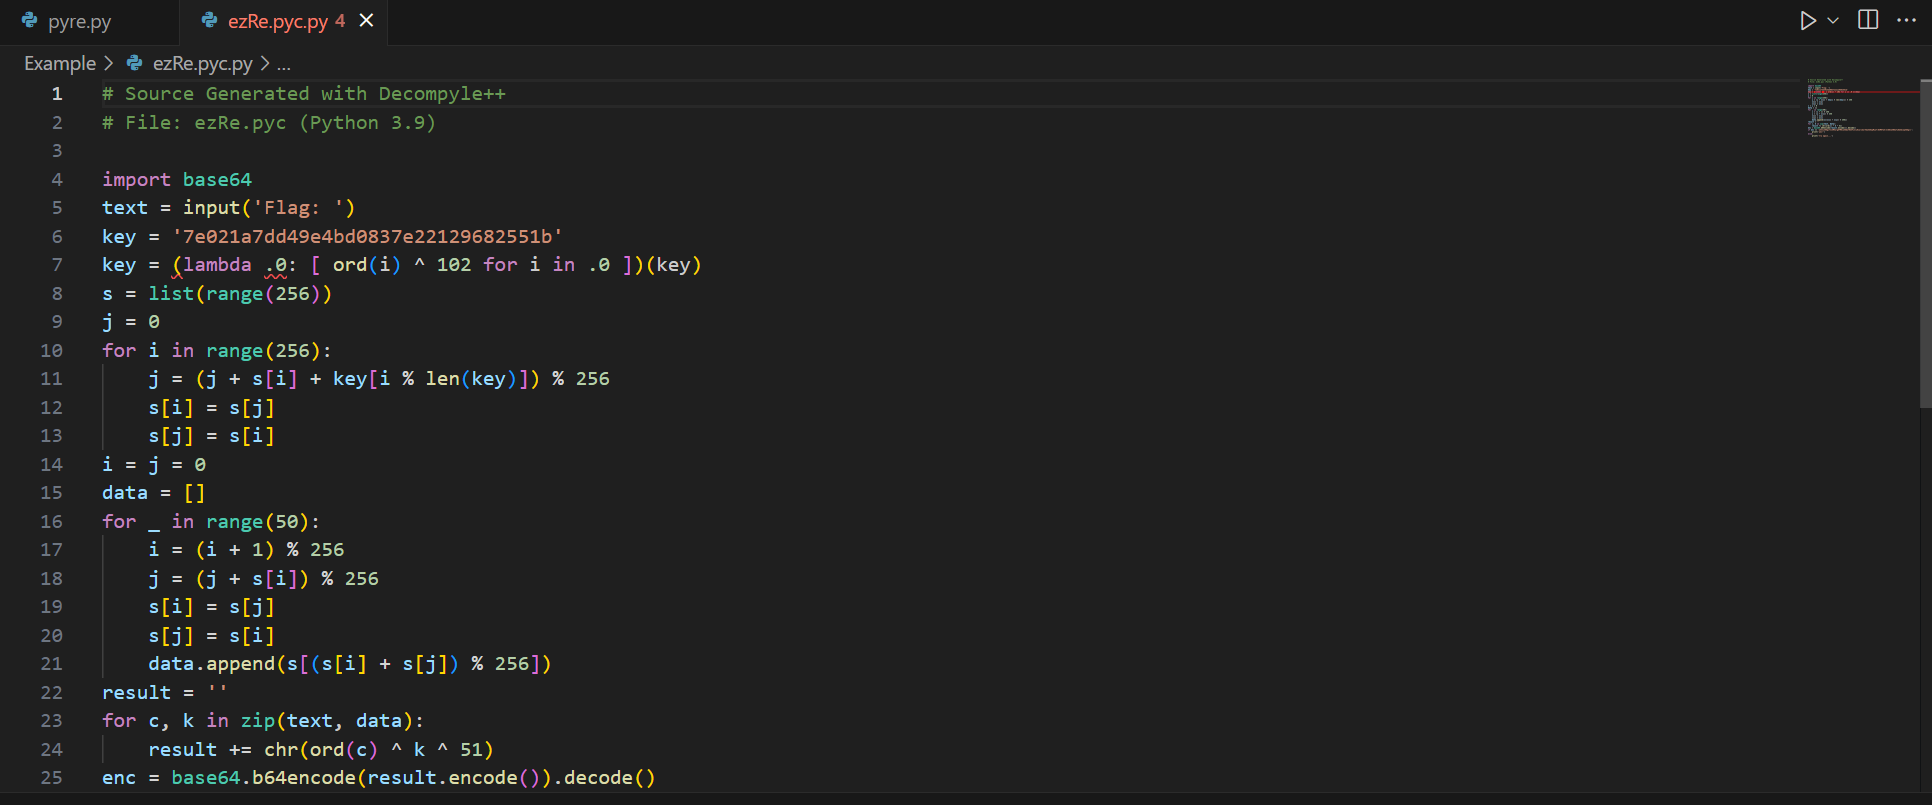 pyre.py
ezRe.pyc.py 4
Example > ezRe.pyc.py > ...
1 # Source Generated with Decompyle++
2 # File: ezRe.pyc (Python 3.9)
3
4 import base64
5 text = input('Flag: ')
6 key = '7e021a7dd49e4bd0837e22129682551b'
7 key = (lambda .0: [ ord(i) ^ 102 for i in .0 ])(key)
8 s = list(range(256))
9 j = 0
10 for i in range(256):
11     j = (j + s[i] + key[i % len(key)]) % 256
12     s[i] = s[j]
13     s[j] = s[i]
14 i = j = 0
15 data = []
16 for _ in range(50):
17     i = (i + 1) % 256
18     j = (j + s[i]) % 256
19     s[i] = s[j]
20     s[j] = s[i]
21     data.append(s[(s[i] + s[j]) % 256])
22 result = ''
23 for c, k in zip(text, data):
24     result += chr(ord(c) ^ k ^ 51)
25 enc = base64.b64encode(result.encode()).decode()